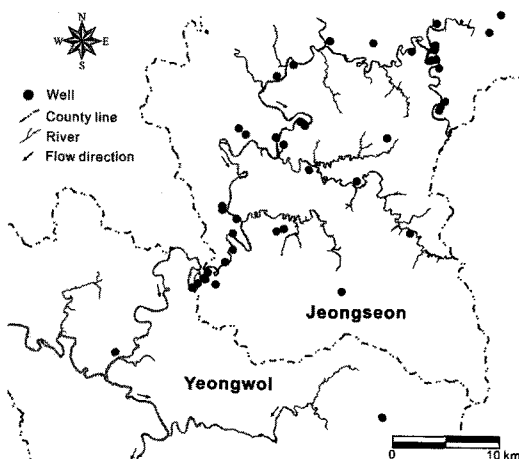 N
W E
S
Well
County line
River
Flow direction
Jeongseon
Yeongwol
0 10 km